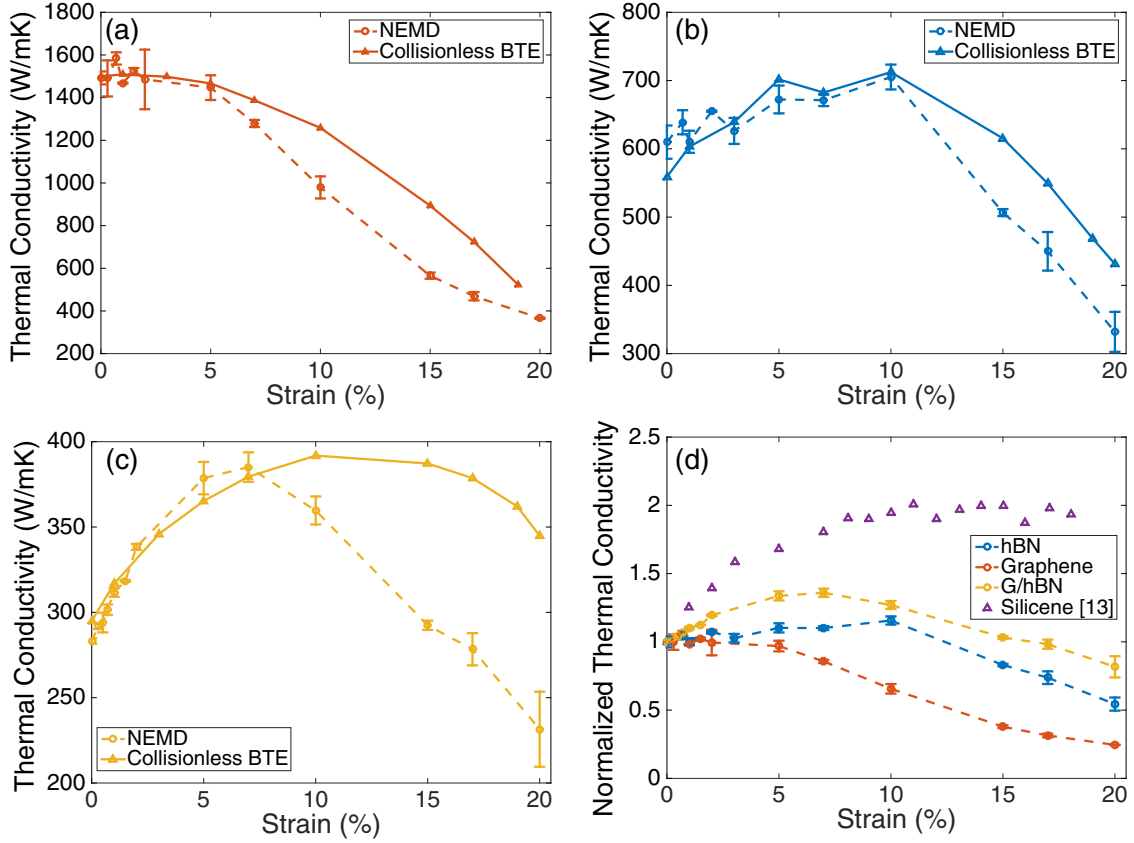 (a)
NEMD
Collisionless BTE
Thermal Conductivity (W/mK)
1800
1600
1400
1200
1000
800
600
400
200
0
5
10
15
20
Strain (%)
(b)
NEMD
Collisionless BTE
Thermal Conductivity (W/mK)
800
700
600
500
400
300
0
5
10
15
20
Strain (%)
(c)
NEMD
Collisionless BTE
Thermal Conductivity (W/mK)
400
350
300
250
200
0
5
10
15
20
Strain (%)
(d)
hBN
Graphene
G/hBN
Silicene [13]
Normalized Thermal Conductivity
2.5
2
1.5
1
0.5
0
0
5
10
15
20
Strain (%)